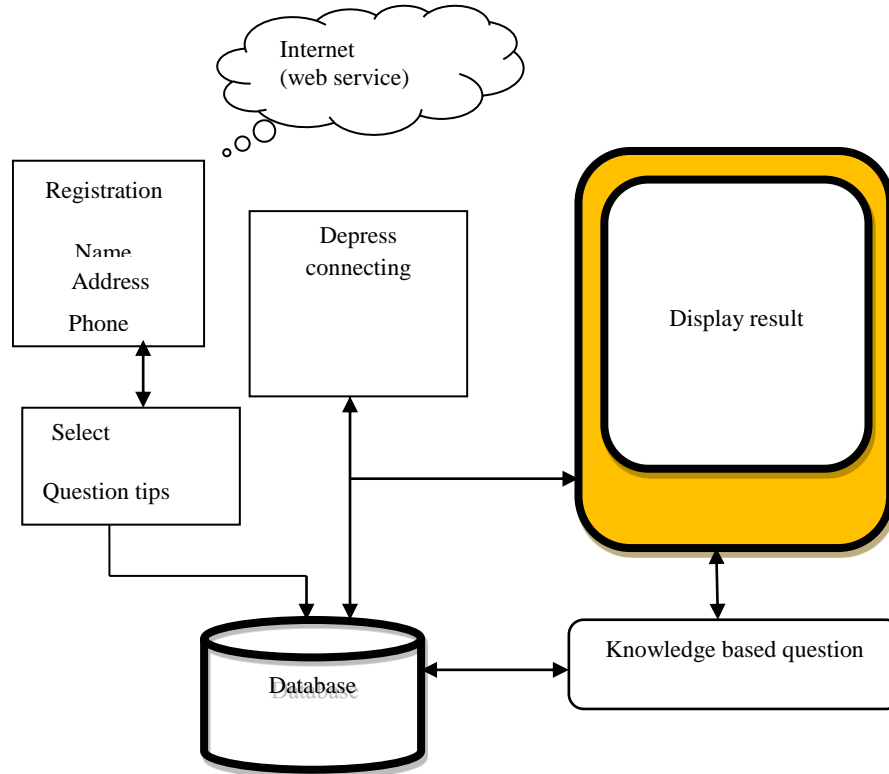 Internet
(web service)
Registration
Name
Address
Phone
Depress
connecting
Display result
Select
Question tips
Knowledge based question
Database